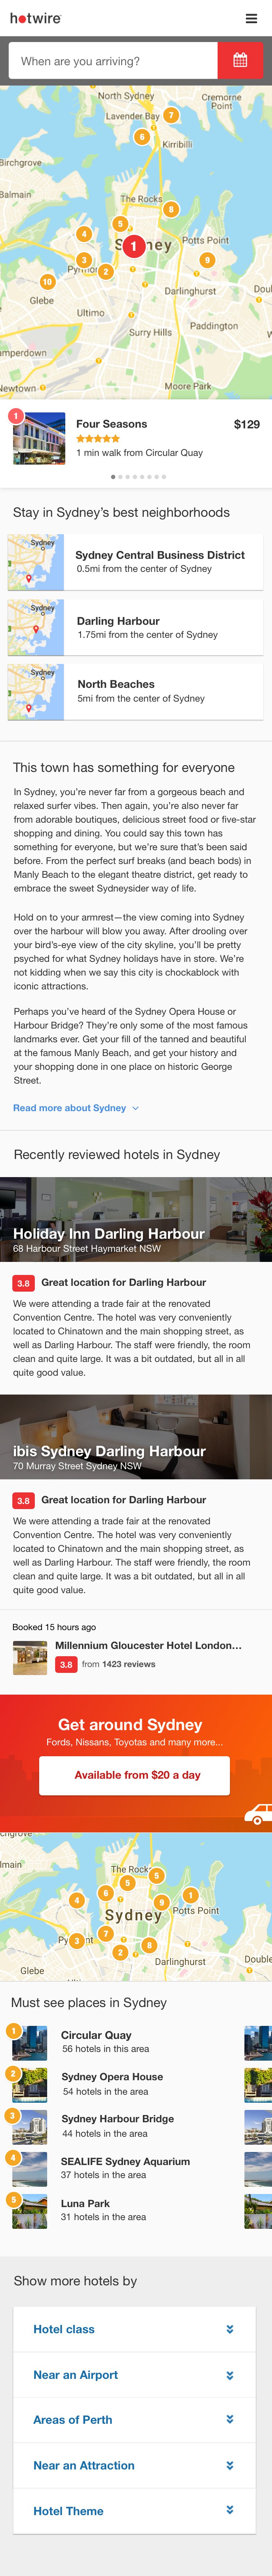 hotwire
When are you arriving?
North Sydney
Cremorne
Point
Lavender Bay
7
6
Kirribilli
Birchgrove
Balmain
The Rocks
8
5
4
1
Potts Point
3
2
9
10
Darlinghurst
Glebe
Ultimo
Paddington
Surry Hills
Moore Park
1
Four Seasons
$129
1 min walk from Circular Quay
Stay in Sydney’s best neighborhoods
Sydney
Sydney Central Business District
0.5mi from the center of Sydney
Sydney
Darling Harbour
1.75mi from the center of Sydney
Sydney
North Beaches
5mi from the center of Sydney
This town has something for everyone
In Sydney, you’re never far from a gorgeous beach and
relaxed surfer vibes. Then again, you’re also never far
from adorable boutiques, delicious street food or five-star
shopping and dining. You could say this town has
something for everyone, but we’re sure that’s been said
before. From the perfect surf breaks (and beach bods) in
Manly Beach to the elegant theatre district, get ready to
embrace the sweet Sydneysider way of life.
Hold on to your armrest—the view coming into Sydney
over the harbour will blow you away. After drooling over
your bird’s-eye view of the city skyline, you’ll be pretty
psyched for what Sydney holidays have in store. We’re
not kidding when we say this city is chockablock with
iconic attractions.
Perhaps you’ve heard of the Sydney Opera House or
Harbour Bridge? They’re only some of the most famous
landmarks ever. Get your fill of the tanned and beautiful
at the famous Manly Beach, and get your history and
your shopping done in one place on historic George
Street.
Read more about Sydney
Recently reviewed hotels in Sydney
Holiday Inn Darling Harbour
68 Harbour Street Haymarket NSW
3.8 Great location for Darling Harbour
We were attending a trade fair at the renovated
Convention Centre. The hotel was very conveniently
located to Chinatown and the main shopping street, as
well as Darling Harbour. The staff were friendly, the room
clean and quite large. It was a bit outdated, but all in all
quite good value.
ibis Sydney Darling Harbour
70 Murray Street Sydney NSW
3.8 Great location for Darling Harbour
We were attending a trade fair at the renovated
Convention Centre. The hotel was very conveniently
located to Chinatown and the main shopping street, as
well as Darling Harbour. The staff were friendly, the room
clean and quite large. It was a bit outdated, but all in all
quite good value.
Booked 15 hours ago
Millennium Gloucester Hotel London...
3.8 from 1423 reviews
Get around Sydney
Fords, Nissans, Toyotas and many more...
Available from $20 a day
The Rocks
5
5
6
4
1
9
Sydney
Potts Point
7
3
8
2
Darlinghurst
Double
Glebe
Must see places in Sydney
1
Circular Quay
56 hotels in this area
2
Sydney Opera House
54 hotels in the area
3
Sydney Harbour Bridge
44 hotels in the area
4
SEALIFE Sydney Aquarium
37 hotels in the area
5
Luna Park
31 hotels in the area
Show more hotels by
Hotel class
Near an Airport
Areas of Perth
Near an Attraction
Hotel Theme